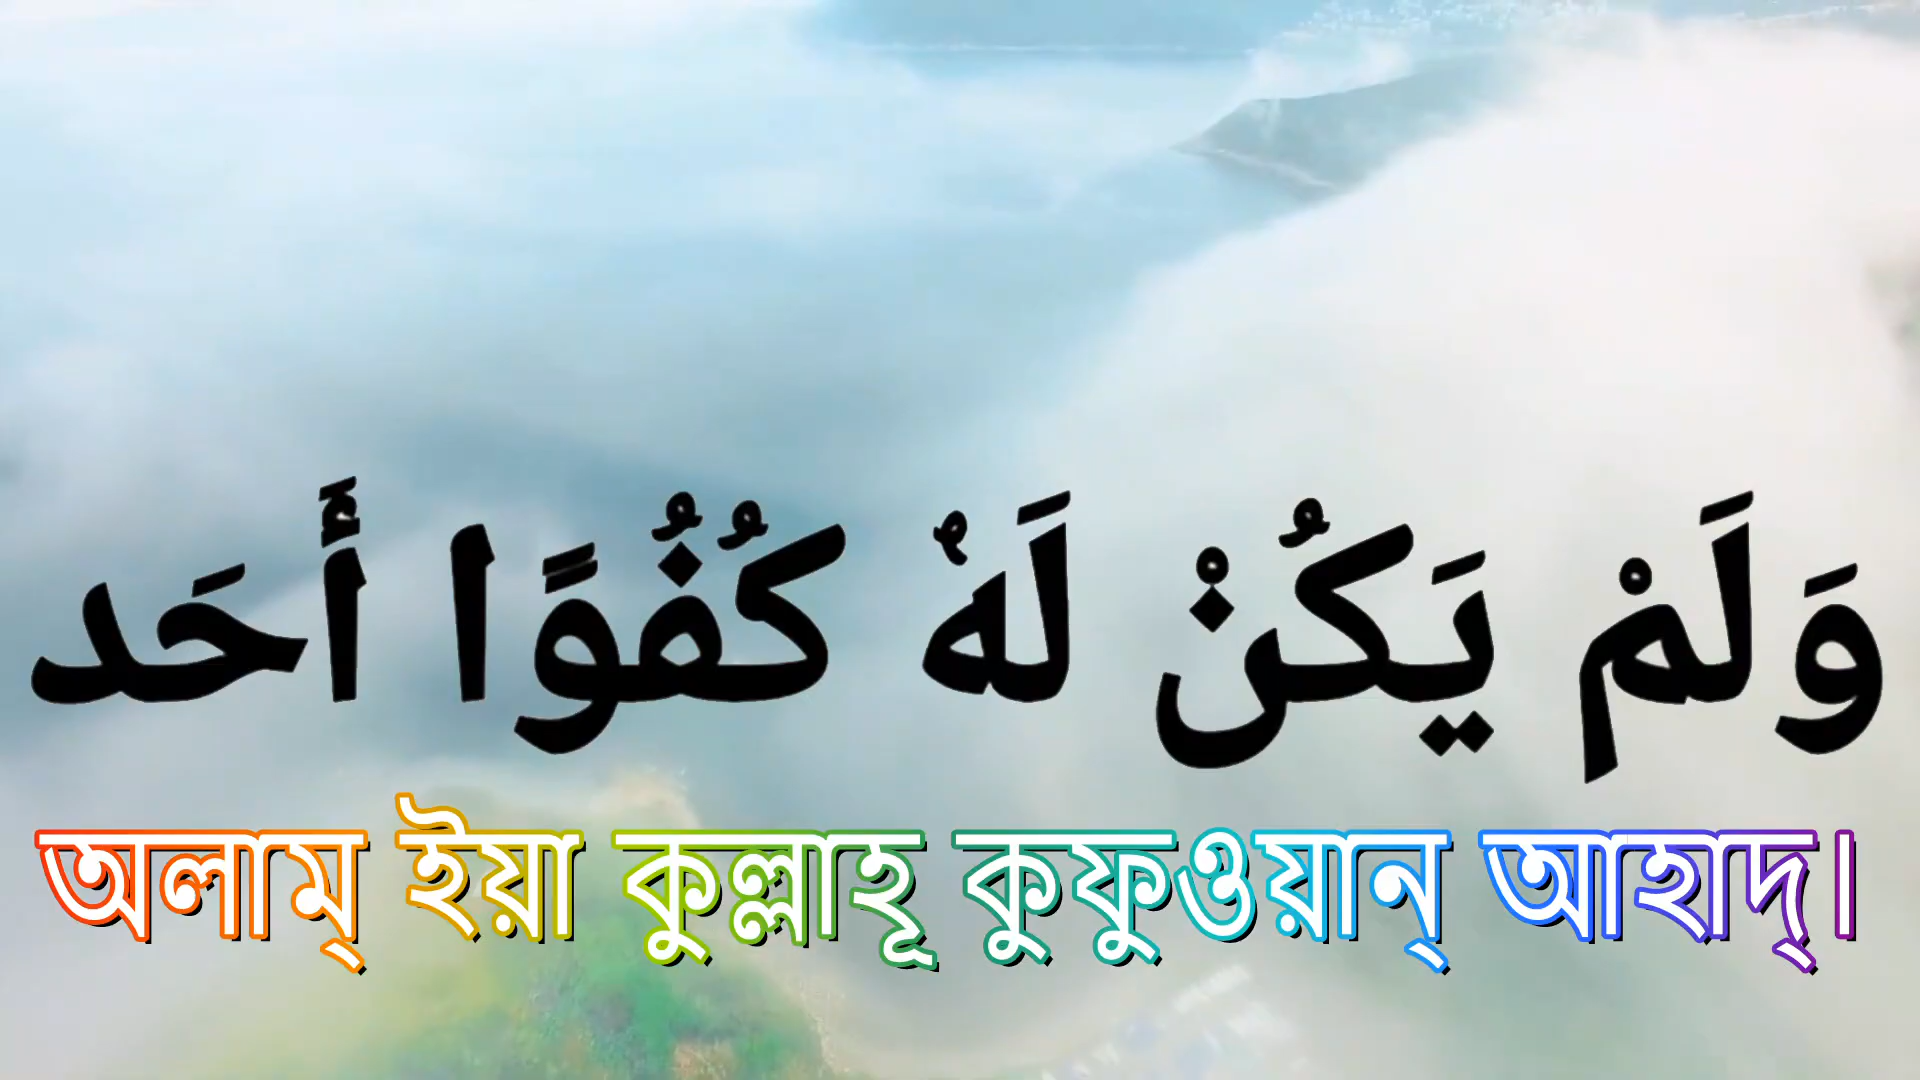 وَلَمْ يَكُنْ لَهٗ كُفُوًا أَحَد
অলাম্ ইয়া কুল্লাহূ কুফুওয়ান্ আহাদ্।